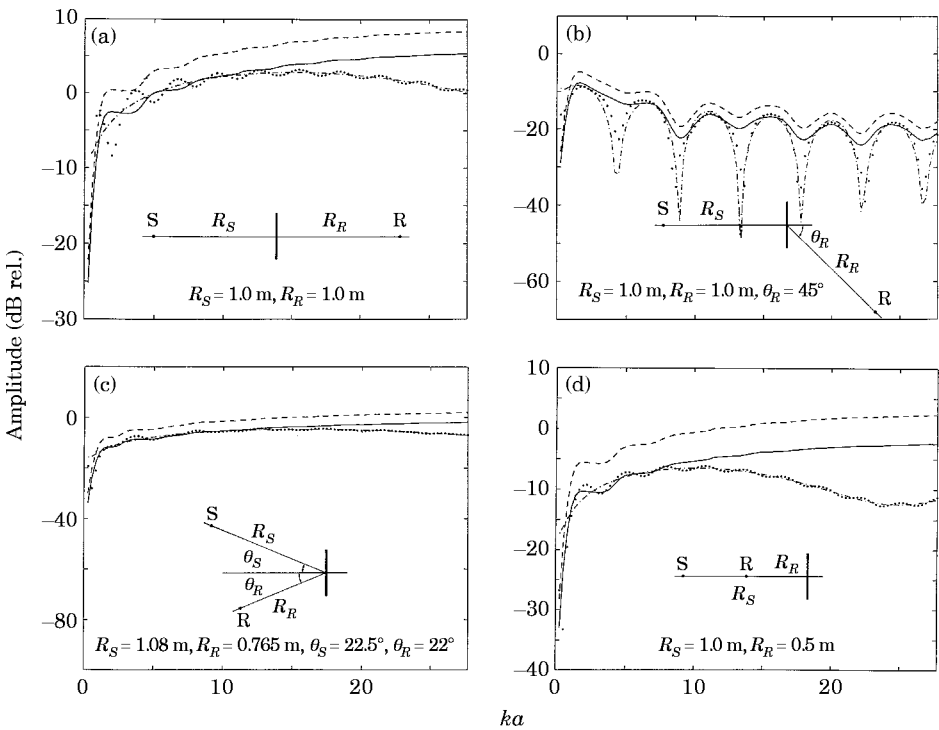 Amplitude (dB rel.)
10
0
−10
−20
−30
(a)
S R_S R_R R
R_S = 1.0 m, R_R = 1.0 m
0
−20
−40
−60
(b)
S R_S
θ_R
R_R
R
R_S = 1.0 m, R_R = 1.0 m, θ_R = 45°
0
−40
−80
(c)
S
R_S
θ_S
θ_R
R_R
R
R_S = 1.08 m, R_R = 0.765 m, θ_S = 22.5°, θ_R = 22°
0 10 20
10
0
−10
−20
−30
−40
(d)
S R R_R
R_S
R_S = 1.0 m, R_R = 0.5 m
0 10 20
ka